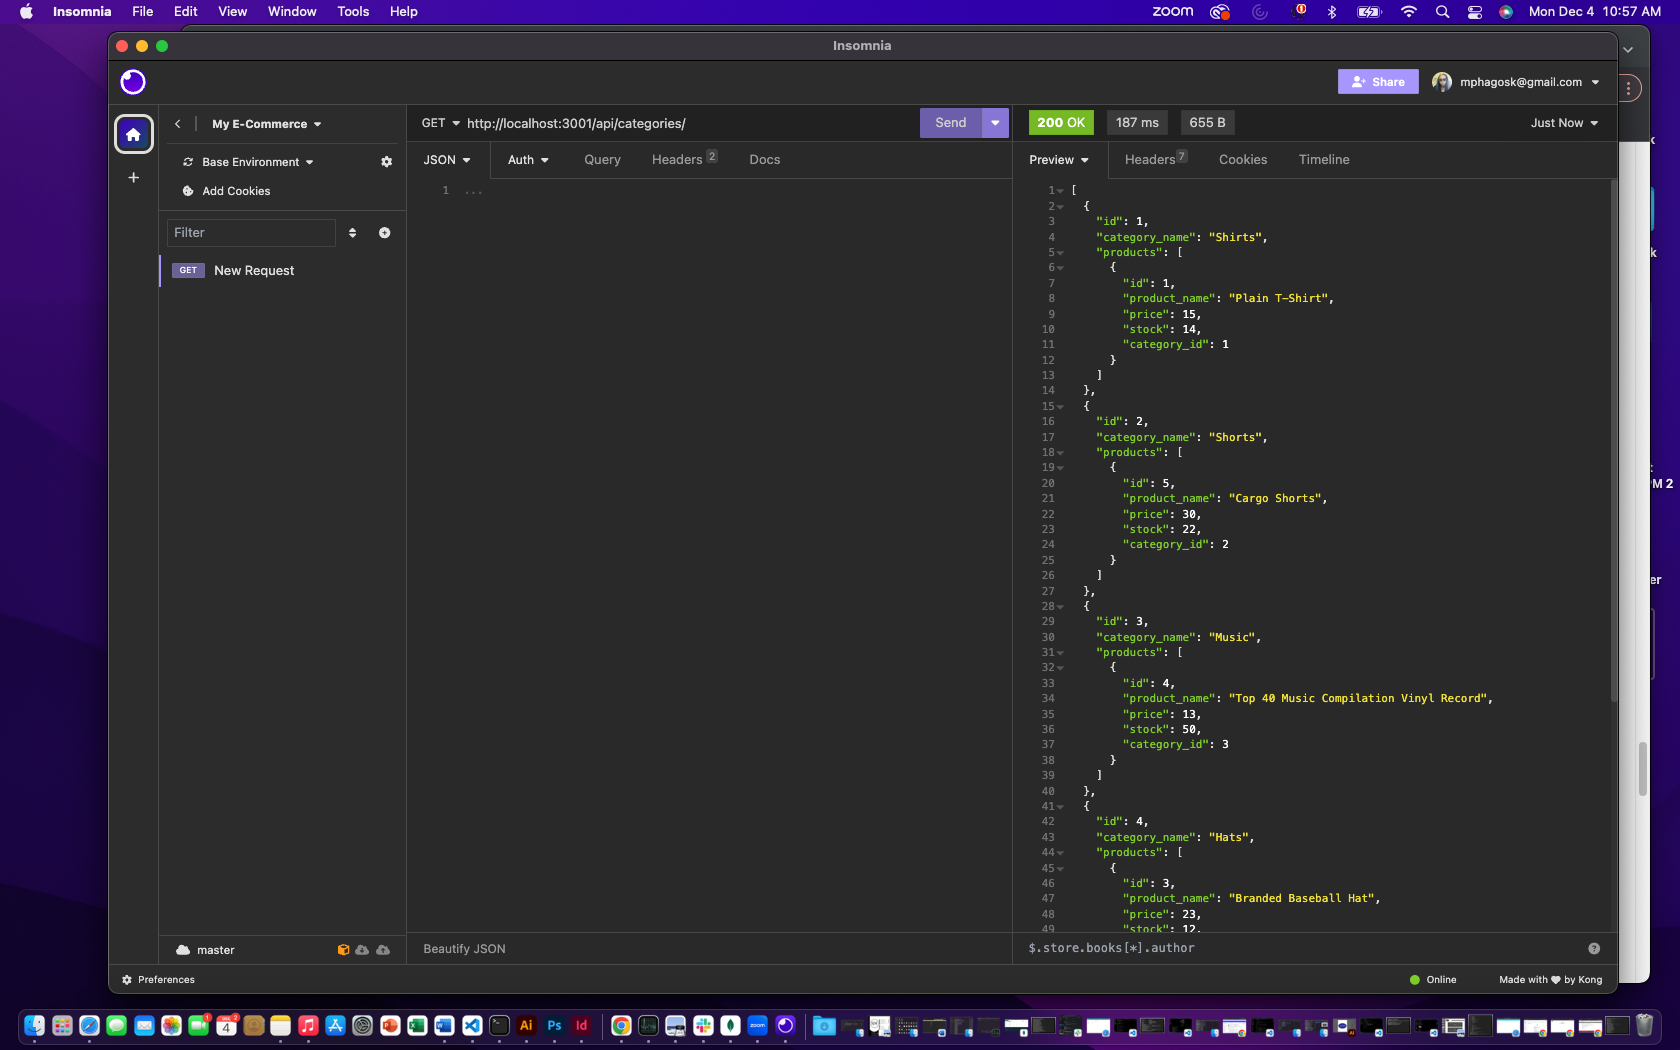 Insomnia File Edit View Window Tools Help zoom Mon Dec 4 10:57 AM
Insomnia
Share mphagosk@gmail.com
My E-Commerce
GET http://localhost:3001/api/categories/ Send
200 OK 187 ms 655 B Just Now
Base Environment
Add Cookies
JSON Auth Query Headers 2 Docs
Preview Headers 7 Cookies Timeline
Filter
GET New Request
1 ...
1 [
2 {
3 "id": 1,
4 "category_name": "Shirts",
5 "products": [
6 {
7 "id": 1,
8 "product_name": "Plain T-Shirt",
9 "price": 15,
10 "stock": 14,
11 "category_id": 1
12 }
13 ]
14 },
15 {
16 "id": 2,
17 "category_name": "Shorts",
18 "products": [
19 {
20 "id": 5,
21 "product_name": "Cargo Shorts",
22 "price": 30,
23 "stock": 22,
24 "category_id": 2
25 }
26 ]
27 },
28 {
29 "id": 3,
30 "category_name": "Music",
31 "products": [
32 {
33 "id": 4,
34 "product_name": "Top 40 Music Compilation Vinyl Record",
35 "price": 13,
36 "stock": 50,
37 "category_id": 3
38 }
39 ]
40 },
41 {
42 "id": 4,
43 "category_name": "Hats",
44 "products": [
45 {
46 "id": 3,
47 "product_name": "Branded Baseball Hat",
48 "price": 23,
49 "stock": 12,
master
Beautify JSON
$.store.books[*].author
Preferences
Online Made with by Kong
k
k
PM 2
er
4
Ai Ps Id
zoom